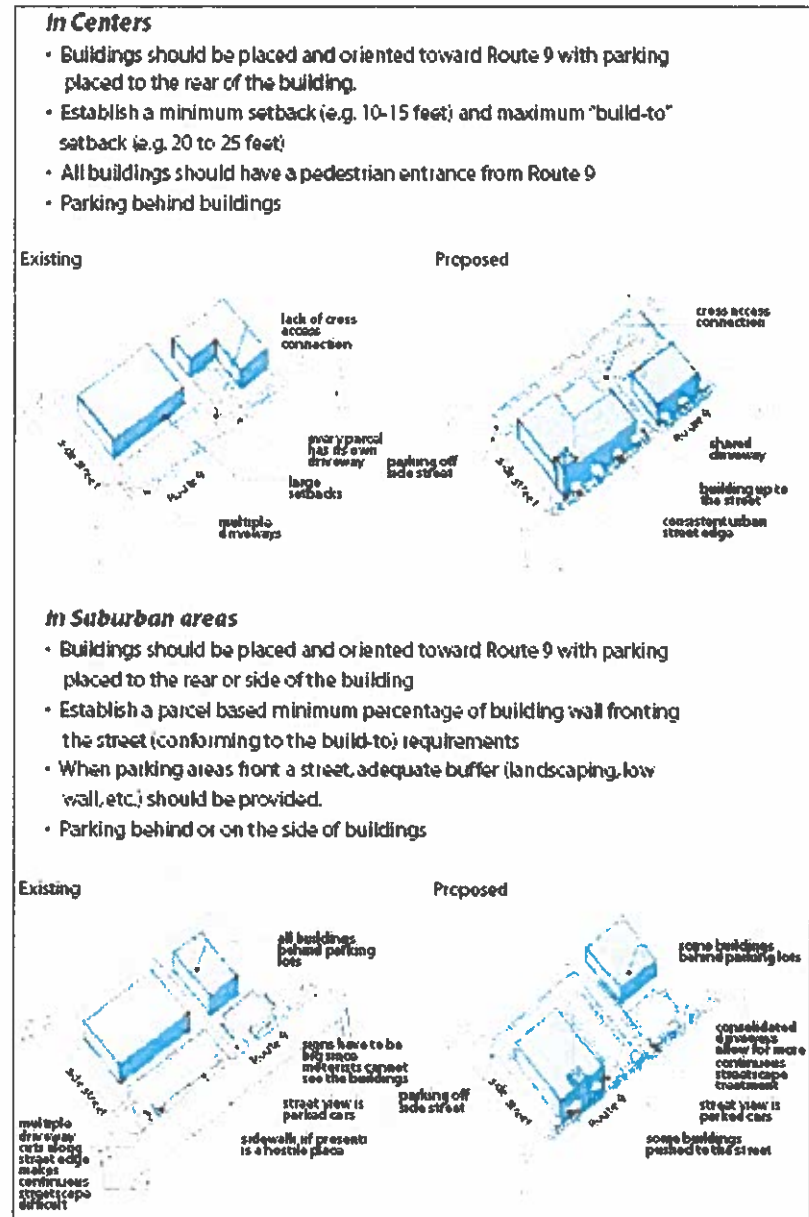 In Centers
• Buildings should be placed and oriented toward Route 9 with parking
placed to the rear of the building.
• Establish a minimum setback (e.g. 10-15 feet) and maximum "build-to"
setback (e.g. 20 to 25 feet)
• All buildings should have a pedestrian entrance from Route 9
• Parking behind buildings
Existing
Proposed
lack of cross
access
connection
every parcel
has its own
driveway
large
setbacks
multiple
driveways
side street
Route 9
cross access
connection
parking off
side street
side street
Route 9
shared
driveway
building up to
the street
consistent urban
street edge
In Suburban areas
• Buildings should be placed and oriented toward Route 9 with parking
placed to the rear or side of the building
• Establish a parcel based minimum percentage of building wall fronting
the street (conforming to the build-to) requirements
• When parking areas front a street, adequate buffer (landscaping, low
wall, etc.) should be provided.
• Parking behind or on the side of buildings
Existing
Proposed
all buildings
behind parking
lots
side street
Route 9
signs have to be
big since
motorists cannot
see the buildings
street view is
parked cars
sidewalk, if present
is a hostile place
multiple
driveway
cuts along
street edge
makes
continuous
streetscape
difficult
some buildings
behind parking lots
parking off
side street
side street
Route 9
consolidated
driveways
allow for more
continuous
streetscape
treatment
street view is
parked cars
some buildings
pushed to the street